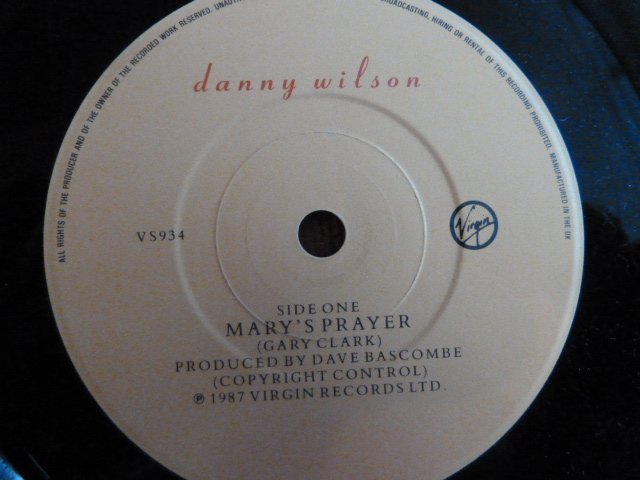 ALL RIGHTS OF THE PRODUCER AND OF THE OWNER OF THE RECORDED WORK RESERVED. UNAUTHO
BROADCASTING, HIRING OR RENTAL OF THIS RECORDING PROHIBITED. MANUFACTURED IN THE UK
danny wilson
VS934
Virgin
SIDE ONE
MARY'S PRAYER
(GARY CLARK)
PRODUCED BY DAVE BASCOMBE
(COPYRIGHT CONTROL)
℗ 1987 VIRGIN RECORDS LTD.